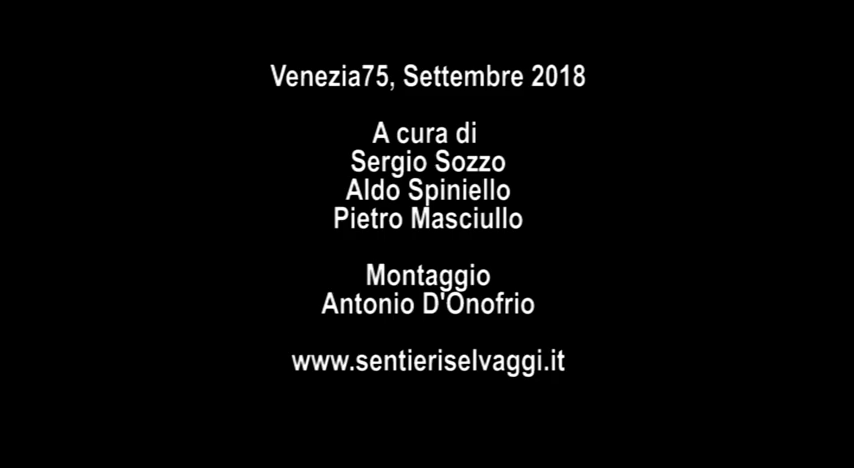 Venezia75, Settembre 2018
A cura di
Sergio Sozzo
Aldo Spiniello
Pietro Masciullo
Montaggio
Antonio D'Onofrio
www.sentieriselvaggi.it